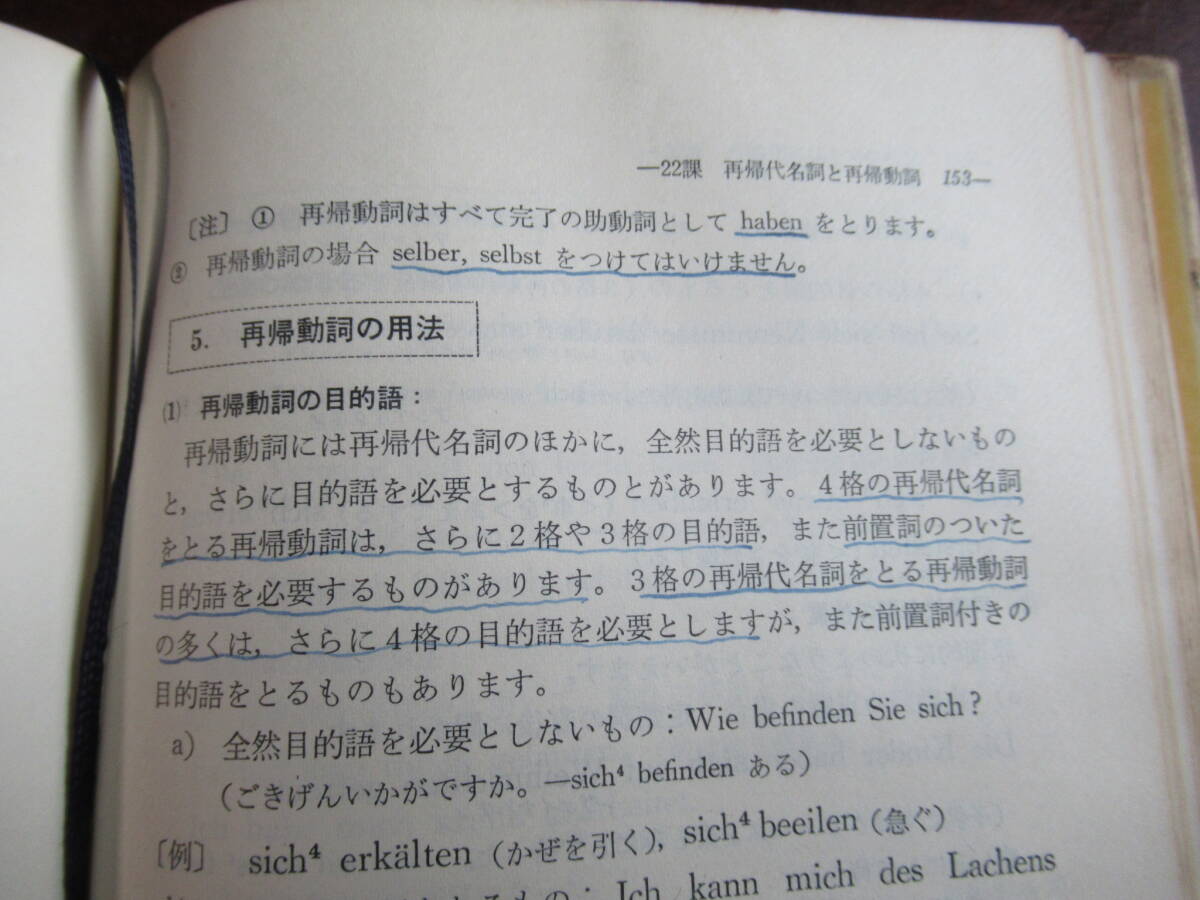 —22課 再帰代名詞と再帰動詞 153—
〔注〕 ① 再帰動詞はすべて完了の助動詞として haben をとります。
② 再帰動詞の場合 selber, selbst をつけてはいけません。
5. 再帰動詞の用法
(1) 再帰動詞の目的語：
再帰動詞には再帰代名詞のほかに，全然目的語を必要としないもの
と，さらに目的語を必要とするものとがあります。4格の再帰代名詞
をとる再帰動詞は，さらに2格や3格の目的語，また前置詞のついた
目的語を必要するものがあります。3格の再帰代名詞をとる再帰動詞
の多くは，さらに4格の目的語を必要としますが，また前置詞付きの
目的語をとるものもあります。
a) 全然目的語を必要としないもの：Wie befinden Sie sich?
（ごきげんいかがですか。—sich⁴ befinden ある）
〔例〕 sich⁴ erkälten（かぜを引く），sich⁴ beeilen（急ぐ）
るもの：Ich kann mich des Lachens